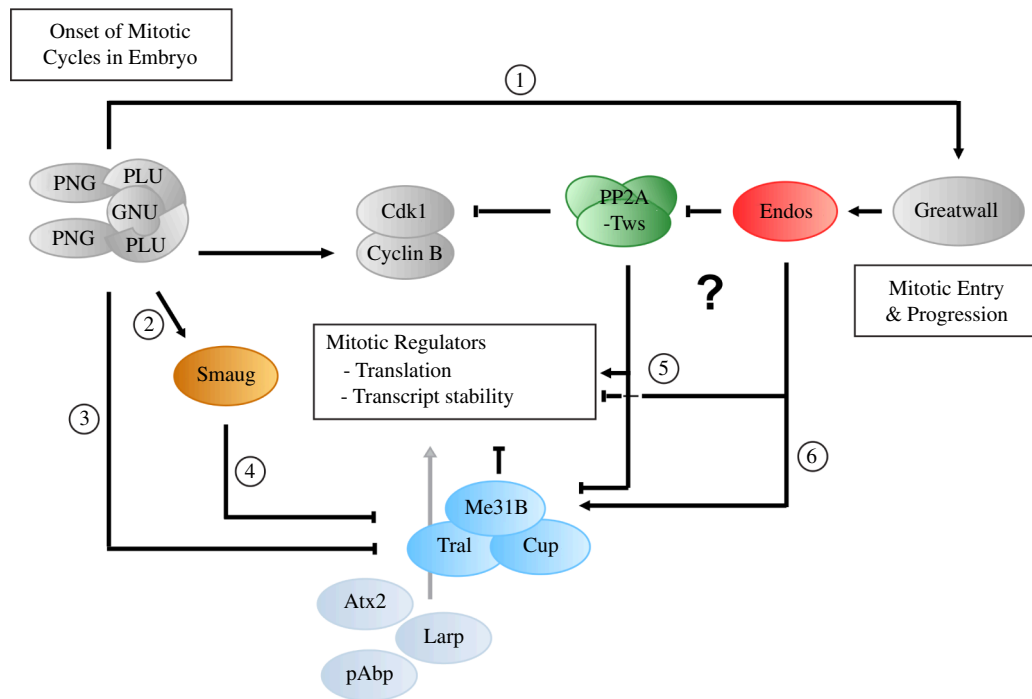 Onset of Mitotic
Cycles in Embryo
1
PNG
PLU
GNU
PNG
PLU
Cdk1
Cyclin B
PP2A
-Tws
Endos
Greatwall
?
Mitotic Entry
& Progression
2
Smaug
Mitotic Regulators
- Translation
- Transcript stability
5
3
4
6
Me31B
Tral
Cup
Atx2
Larp
pAbp